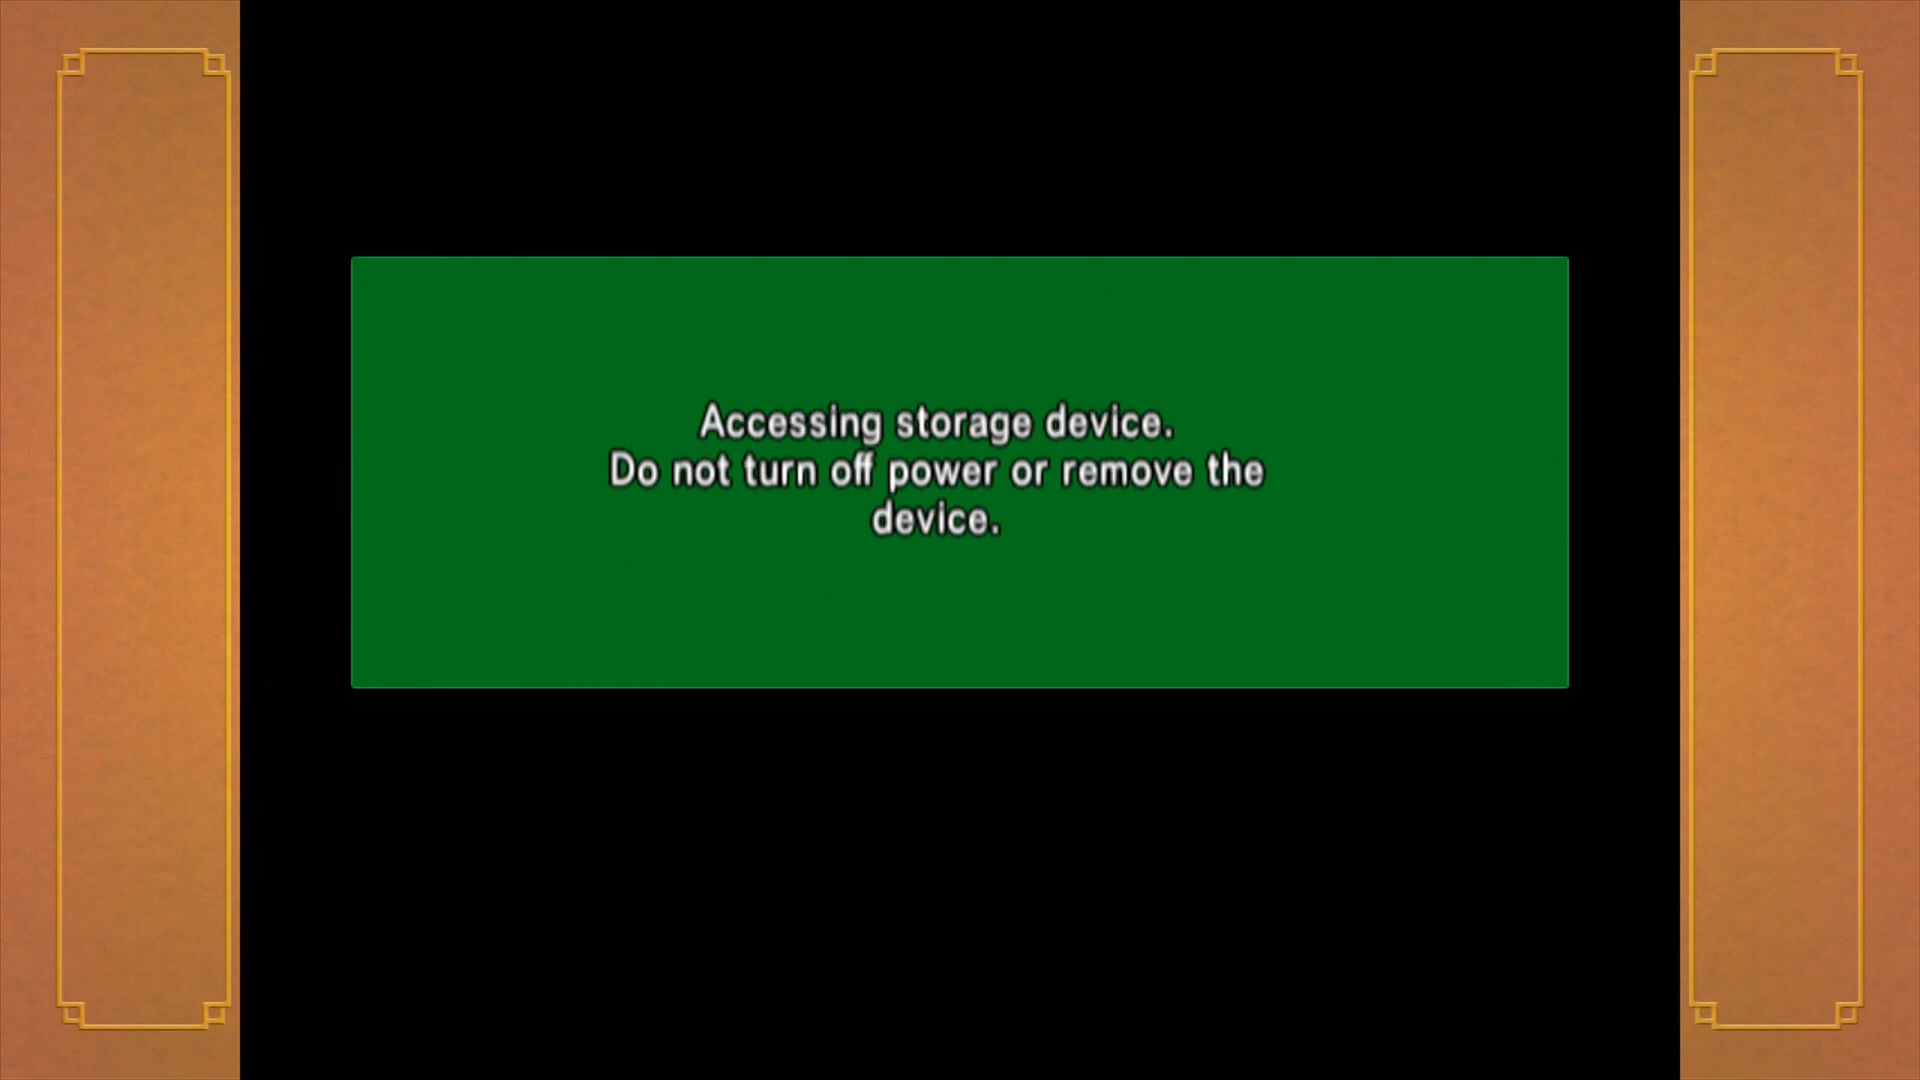 Accessing storage device.
Do not turn off power or remove the
device.